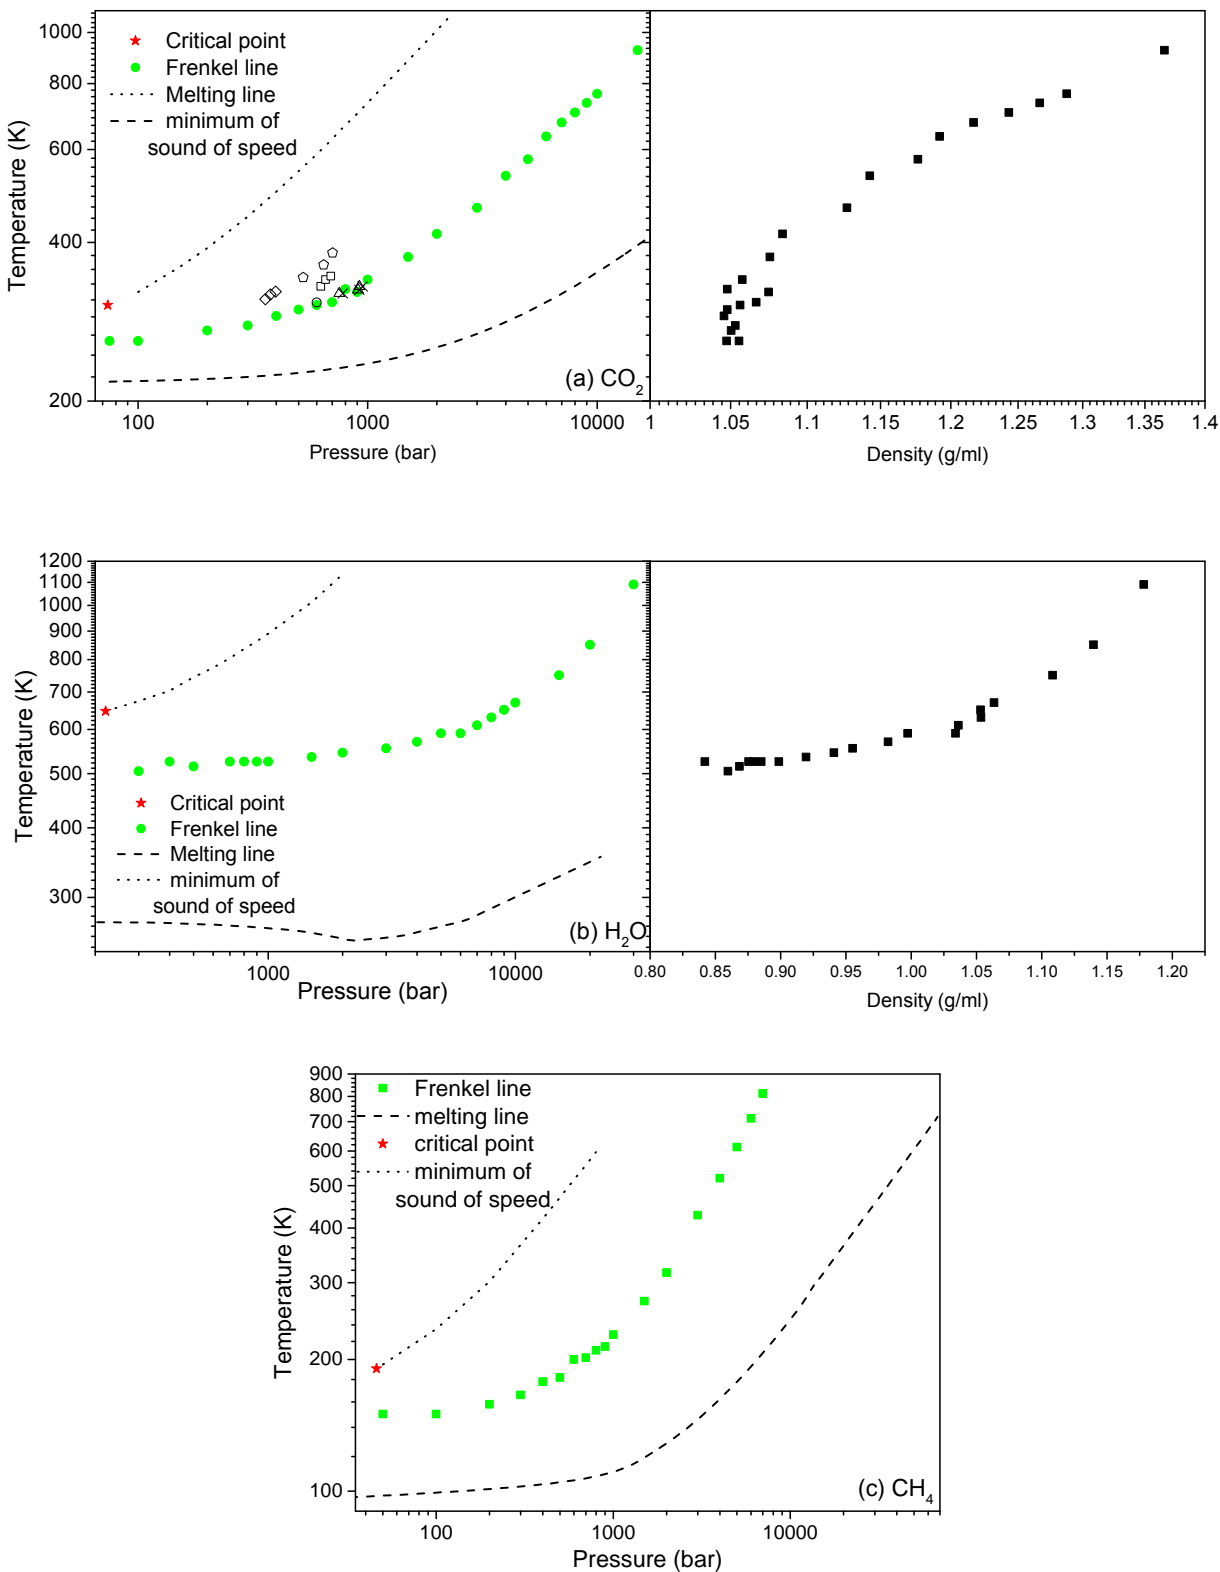 1000
800
600
400
200
Temperature (K)
Critical point
Frenkel line
Melting line
minimum of
sound of speed
(a) CO2
100
1000
10000
Pressure (bar)
1
1.05
1.1
1.15
1.2
1.25
1.3
1.35
1.4
Density (g/ml)
1200
1100
1000
900
800
700
600
500
400
300
Temperature (K)
Critical point
Frenkel line
Melting line
minimum of
sound of speed
(b) H2O
1000
10000
Pressure (bar)
0.80
0.85
0.90
0.95
1.00
1.05
1.10
1.15
1.20
Density (g/ml)
900
800
700
600
500
400
300
200
100
Temperature (K)
Frenkel line
melting line
critical point
minimum of
sound of speed
(c) CH4
100
1000
10000
Pressure (bar)